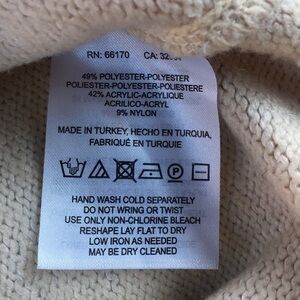 RN: 66170 CA:
49% POLYESTER-POLYESTER
POLIESTER-POLYESTER-POLIESTERE
42% ACRYLIC-ACRYLIC
ACRILICO-ACRYL
9% NYLON
MADE IN TURKEY, HECHO EN TURQUIA,
FABRIQUÉ EN TURQUIE
P
HAND WASH COLD SEPARATELY
DO NOT WRING OR TWIST
USE ONLY NON-CHLORINE BLEACH
RESHAPE LAY FLAT TO DRY
LOW IRON AS NEEDED
MAY BE DRY CLEANED